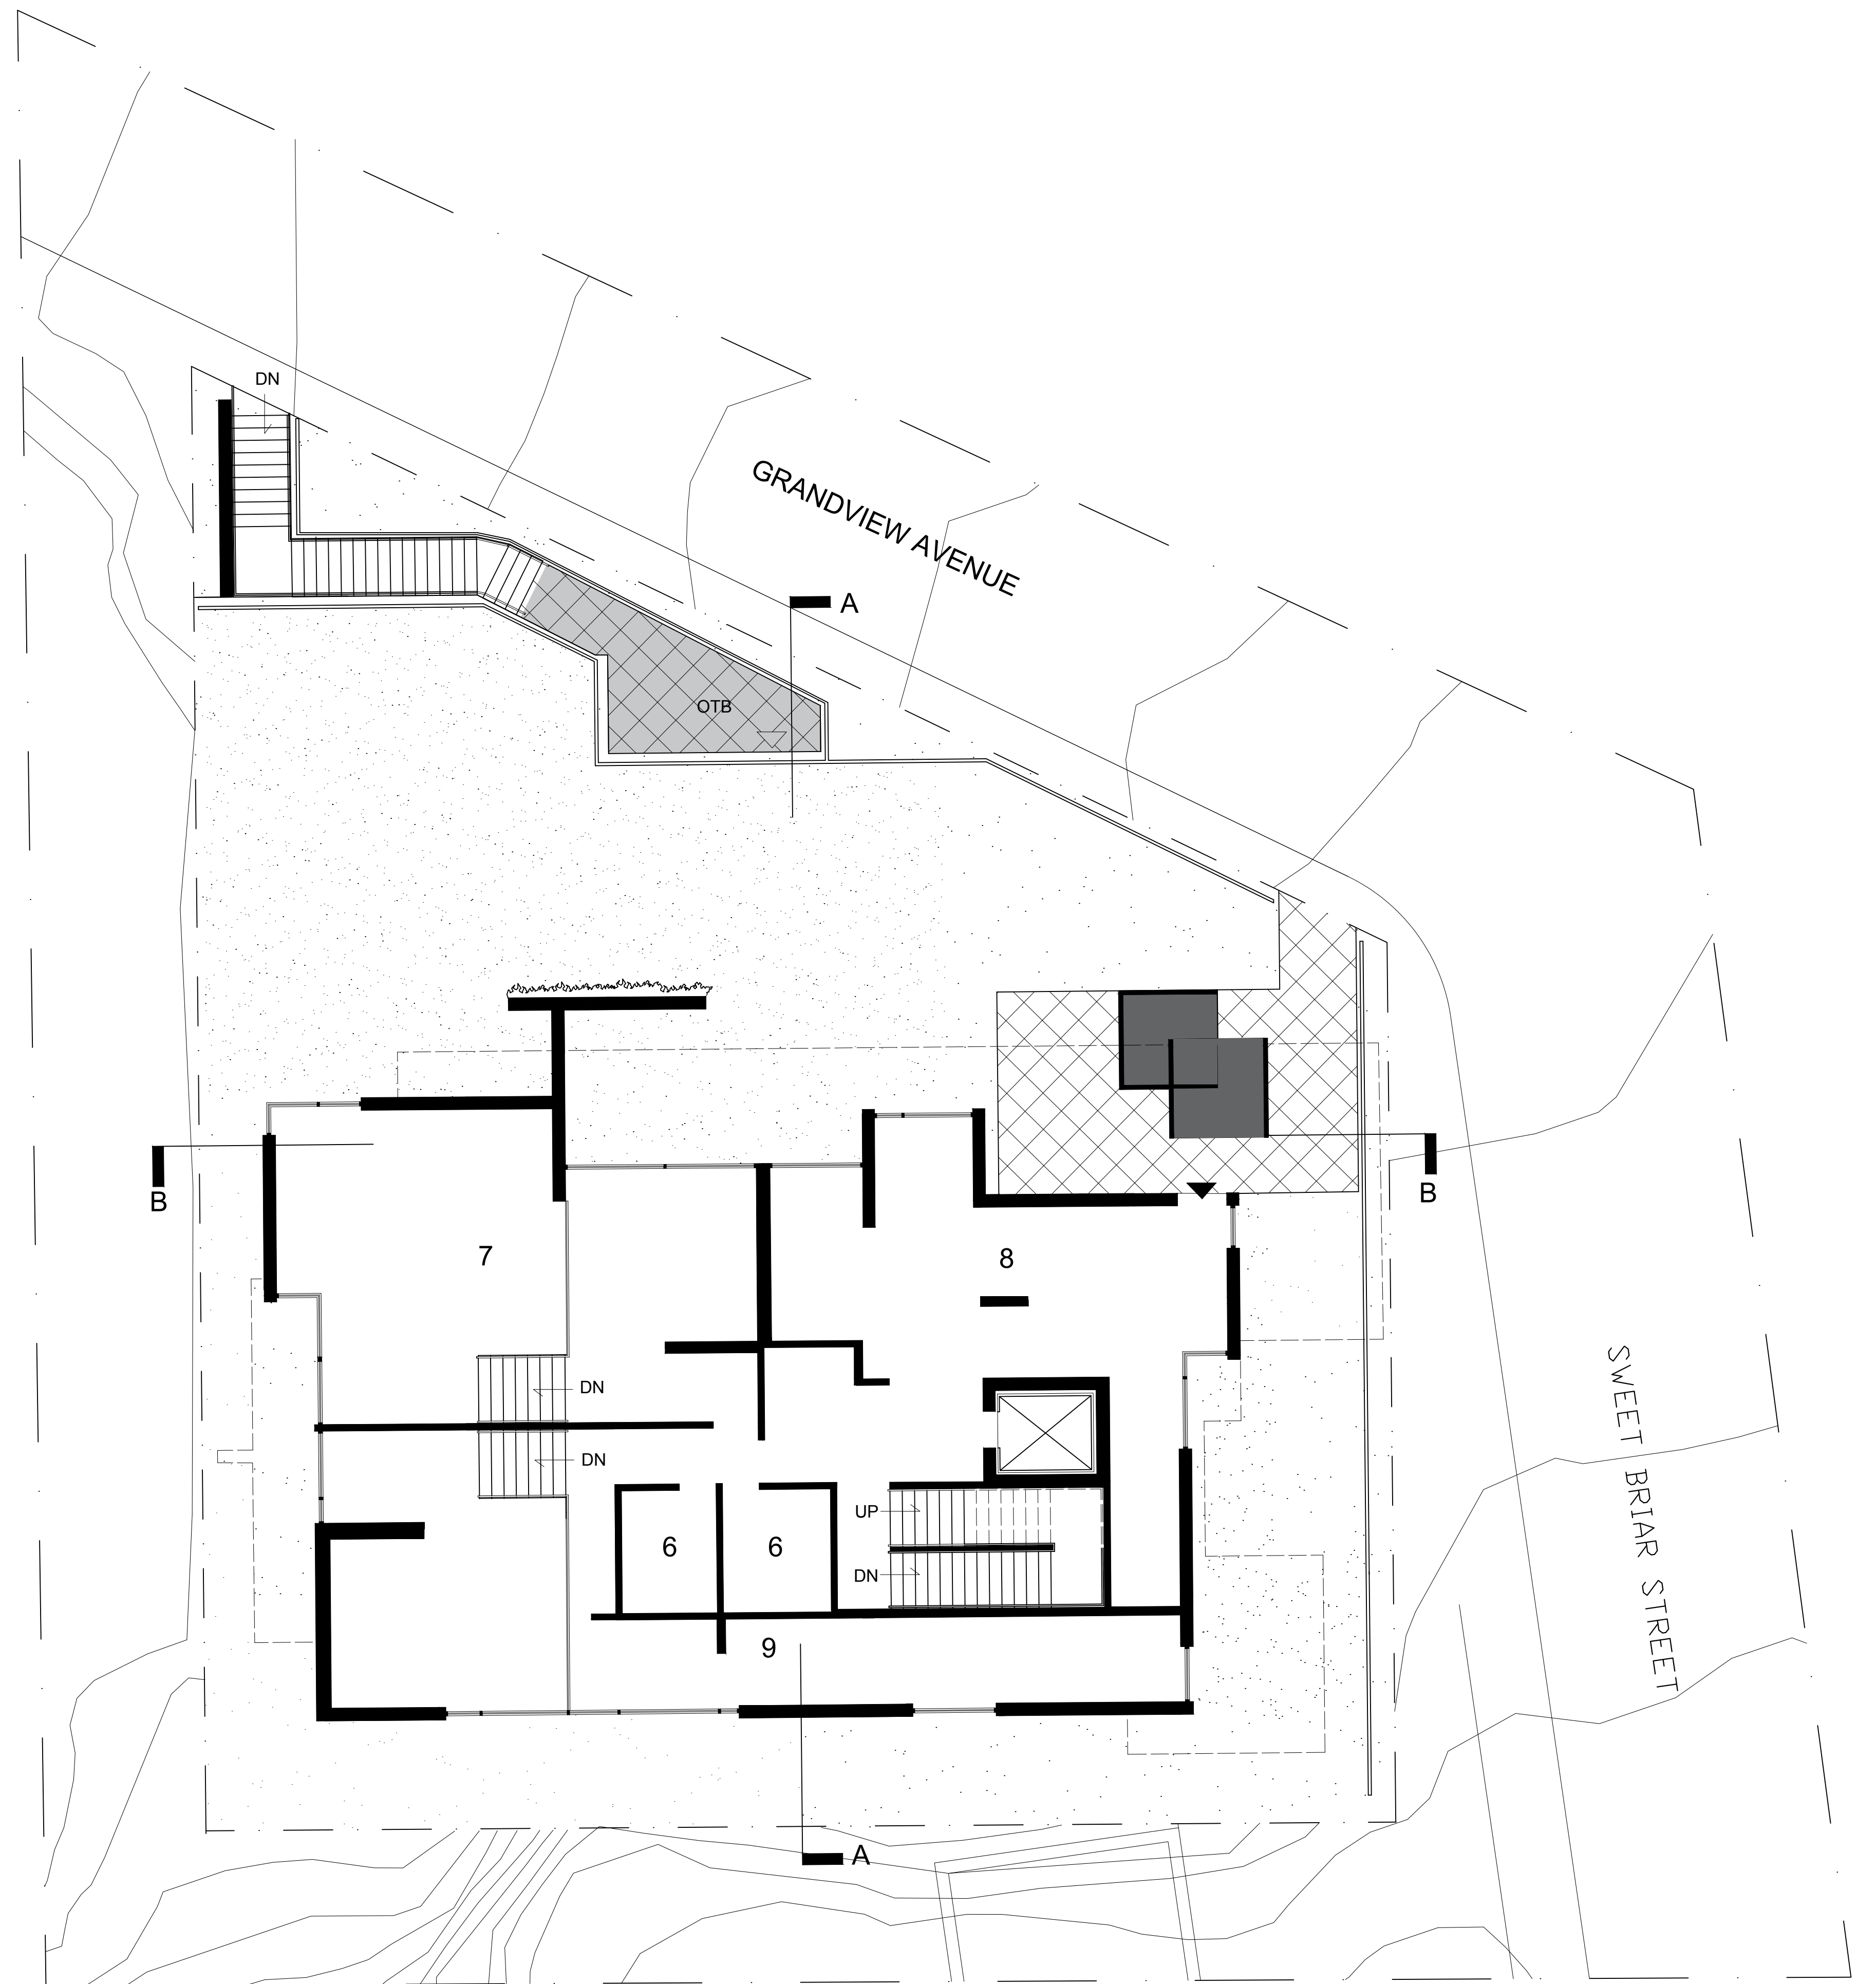 DN
GRANDVIEW AVENUE
A
OTB
B
B
7
8
DN
DN
UP
6
6
DN
9
SWEET BRIAR STREET
A